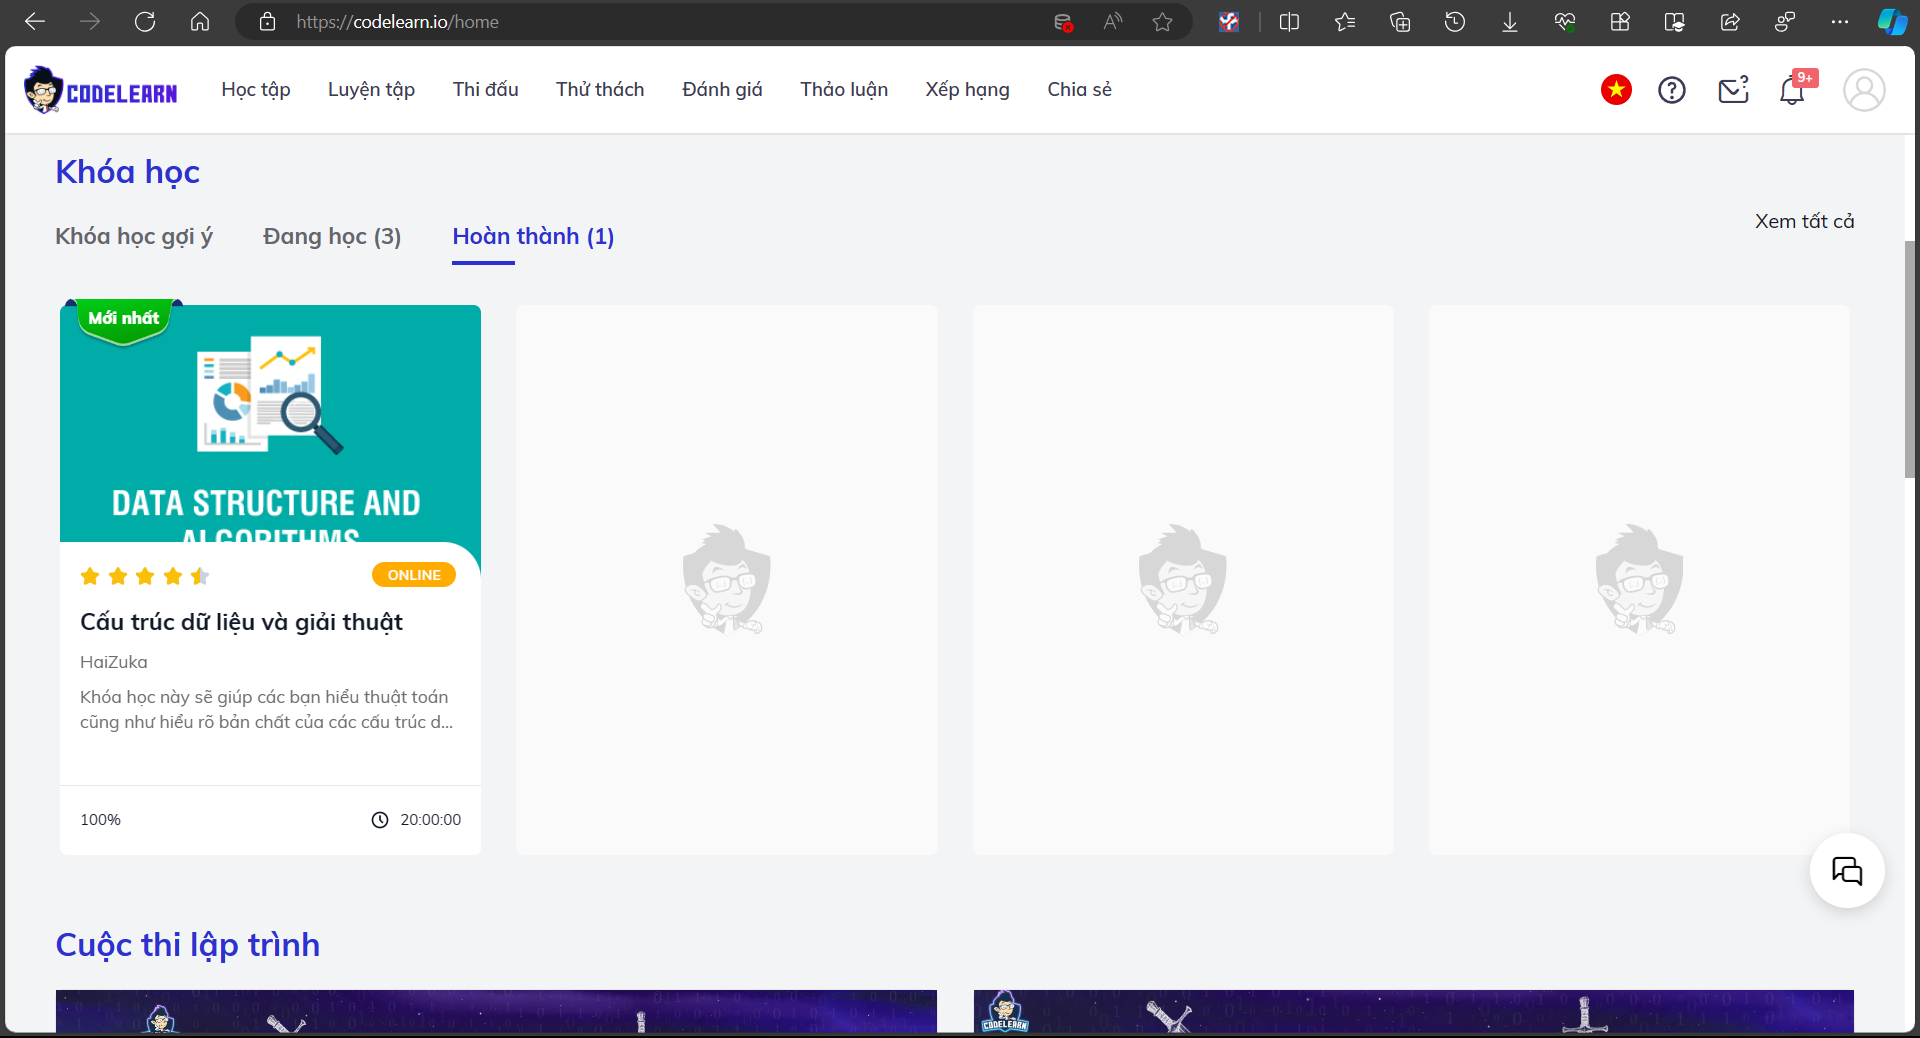 https://codelearn.io/home
CODELEARN
Học tập
Luyện tập
Thi đấu
Thử thách
Đánh giá
Thảo luận
Xếp hạng
Chia sẻ
9+
Khóa học
Khóa học gợi ý
Đang học (3)
Hoàn thành (1)
Xem tất cả
Mới nhất
DATA STRUCTURE AND
ALGORITHMS
ONLINE
Cấu trúc dữ liệu và giải thuật
HaiZuka
Khóa học này sẽ giúp các bạn hiểu thuật toán
cũng như hiểu rõ bản chất của các cấu trúc d...
100%
20:00:00
Cuộc thi lập trình
CODELEARN